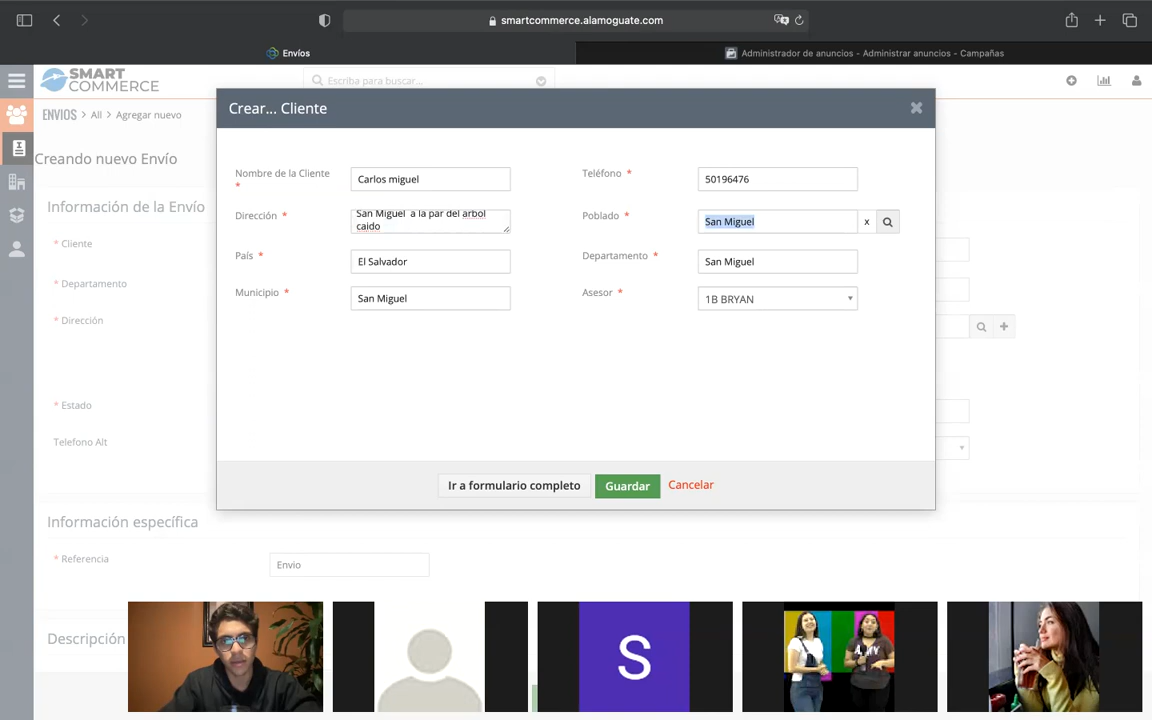 smartcommerce.alamoguate.com
Envíos
Administrador de anuncios - Administrar anuncios - Campañas
SMART
COMMERCE
Escriba para buscar...
ENVIOS > All > Agregar nuevo
Crear... Cliente
Creando nuevo Envío
Nombre de la Cliente *
Carlos miguel
Teléfono *
50196476
Información de la Envío
Dirección *
San Miguel a la par del arbol
caido
Poblado *
San Miguel
x
* Cliente
País *
El Salvador
Departamento *
San Miguel
* Departamento
Municipio *
San Miguel
Asesor *
1B BRYAN
* Dirección
* Estado
Telefono Alt
Ir a formulario completo
Guardar
Cancelar
Información específica
* Referencia
Envio
Descripción
S